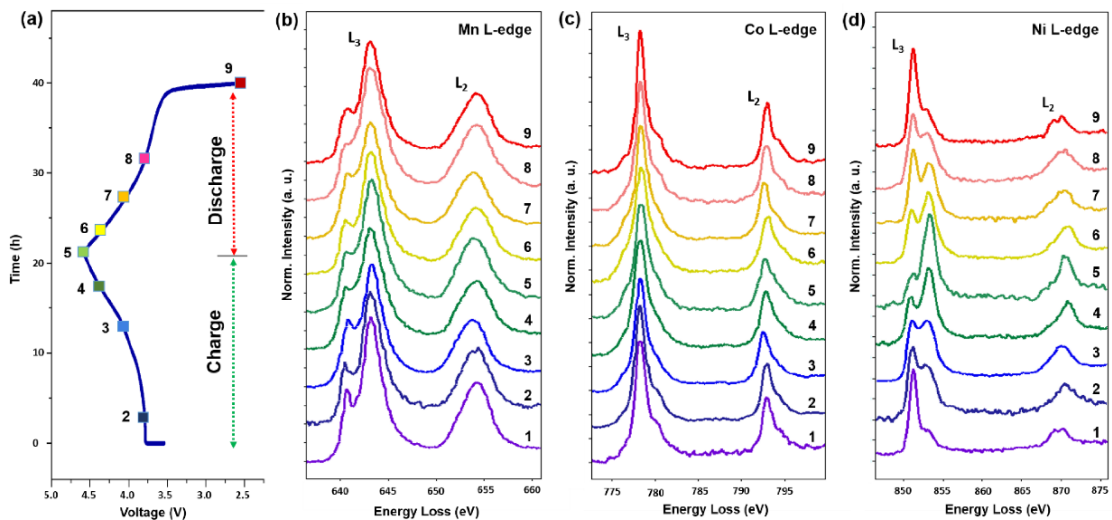 (a)
9
40
8
30
7
6
5
20
4
3
10
2
0
Time (h)
Discharge
Charge
5.0 4.5 4.0 3.5 3.0 2.5
Voltage (V)
(b)
Mn L-edge
L3
L2
9
8
7
6
5
4
3
2
1
Norm. Intensity (a. u.)
640 645 650 655 660
Energy Loss (eV)
(c)
Co L-edge
L3
L2
9
8
7
6
5
4
3
2
1
Norm. Intensity (a. u.)
775 780 785 790 795
Energy Loss (eV)
(d)
Ni L-edge
L3
L2
9
8
7
6
5
4
3
2
1
Norm. Intensity (a. u.)
850 855 860 865 870 875
Energy Loss (eV)